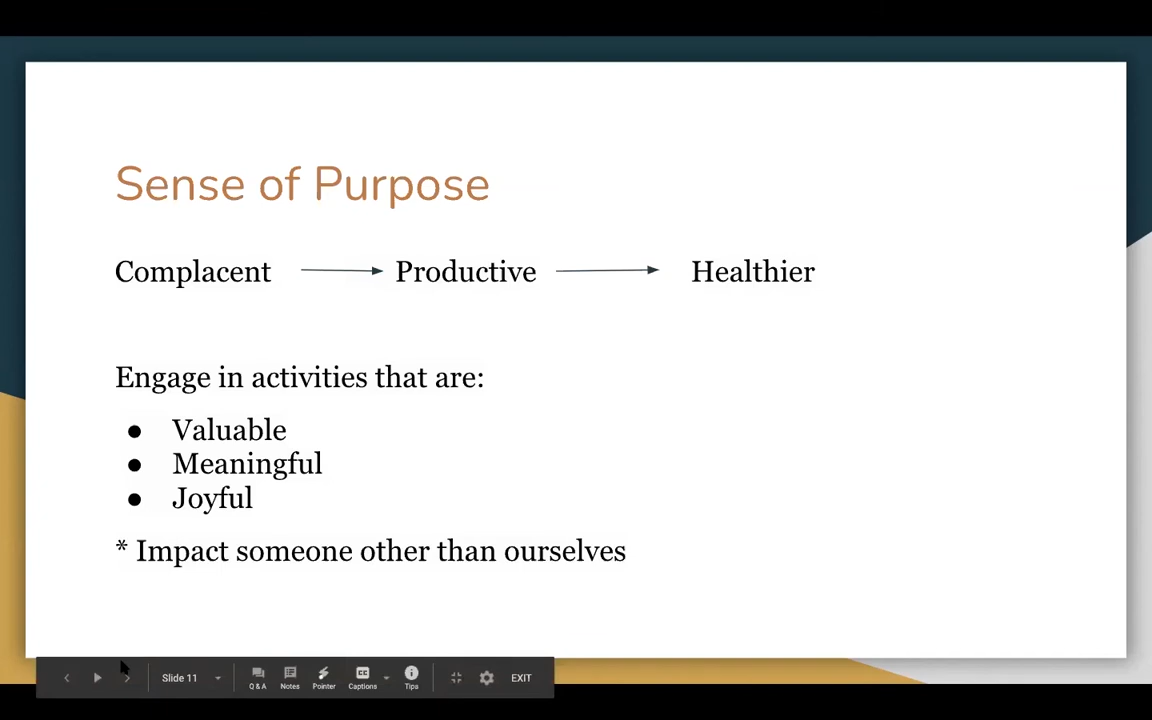 Sense of Purpose
Complacent Productive Healthier
Engage in activities that are:
● Valuable
● Meaningful
● Joyful
* Impact someone other than ourselves
Slide 11 Q & A Notes Pointer Captions Tips EXIT